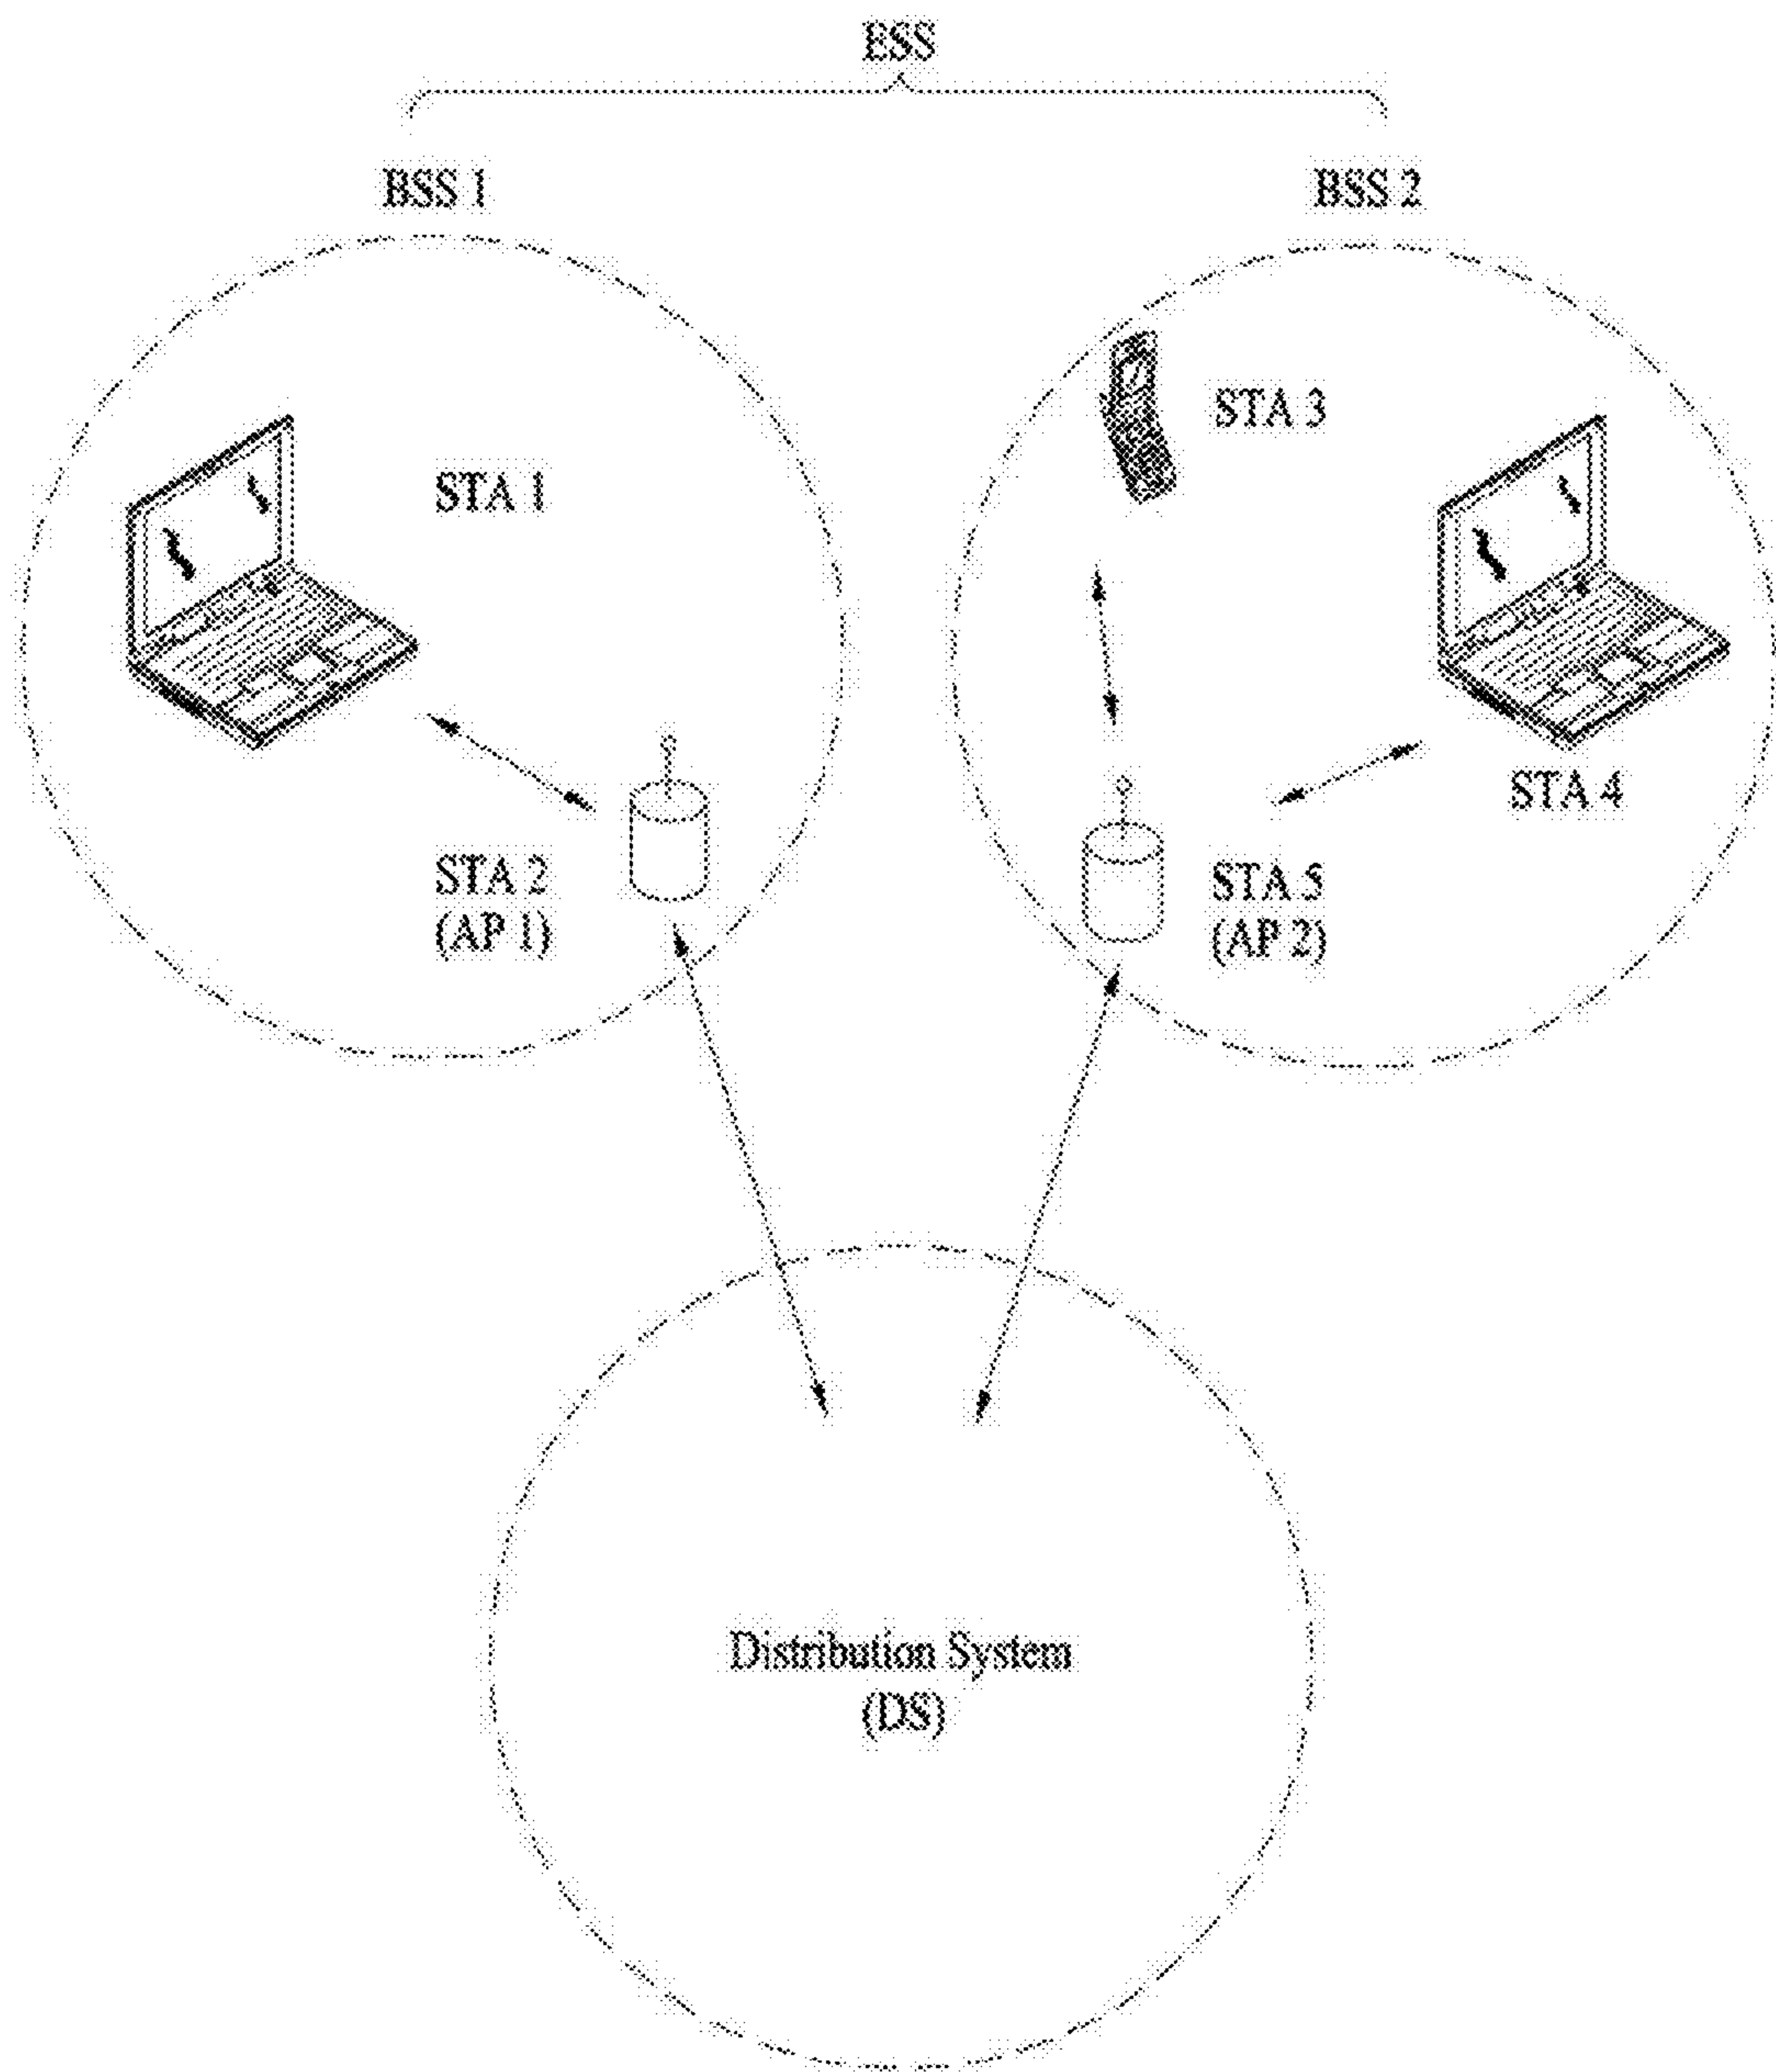 ESS
BSS 1
BSS 2
STA 1
STA 3
STA 4
STA 2
(AP 1)
STA 5
(AP 2)
Distribution System
(DS)